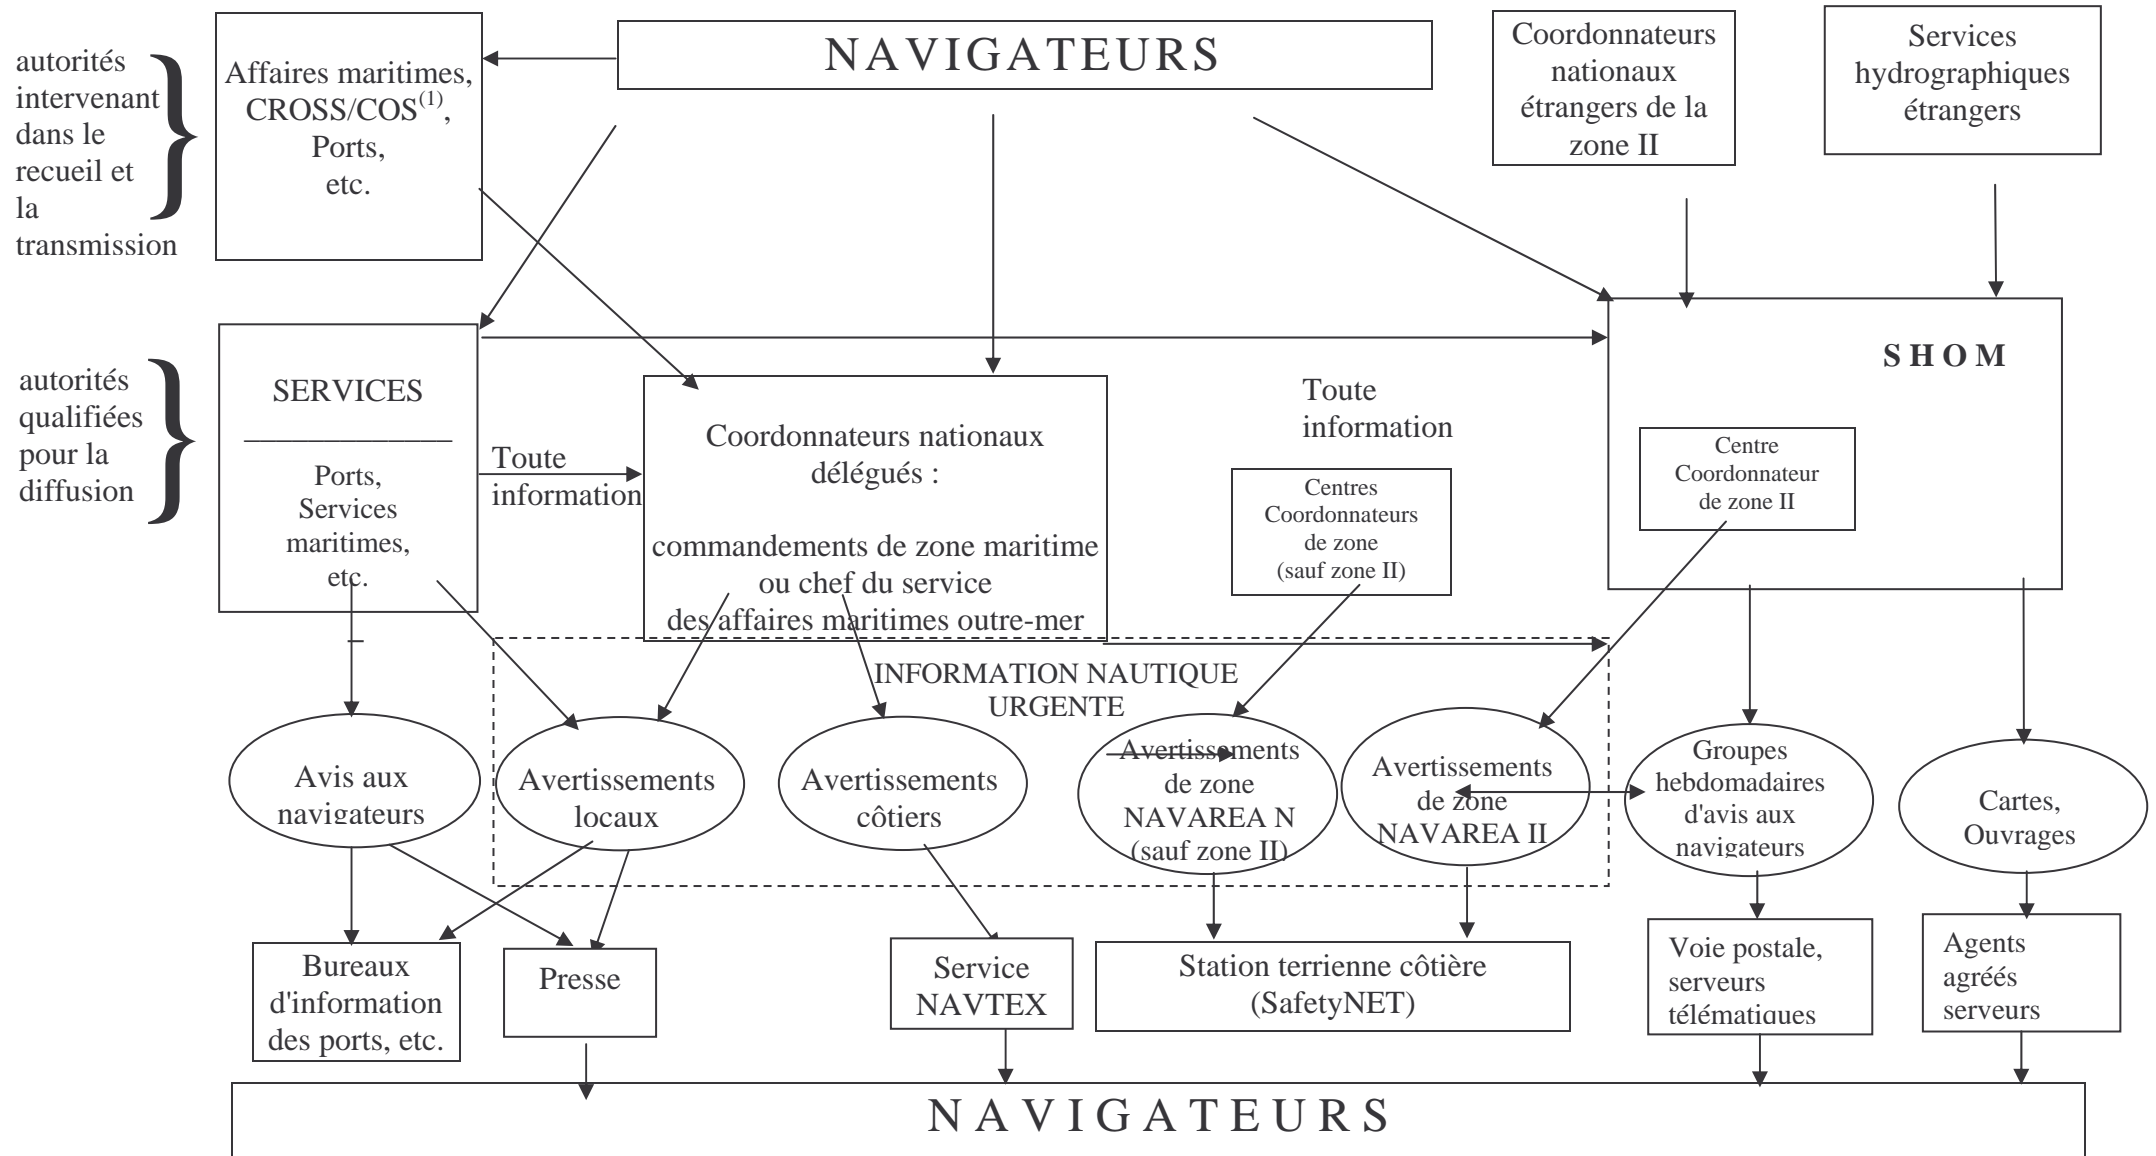 autorités
intervenant
dans le
recueil et
la
transmission
Affaires maritimes,
CROSS/COS(1),
Ports,
etc.
NAVIGATEURS
Coordonnateurs
nationaux
étrangers de la
zone II
Services
hydrographiques
étrangers
autorités
qualifiées
pour la
diffusion
SERVICES
Ports,
Services
maritimes,
etc.
Toute
information
Coordonnateurs nationaux
délégués :
commandements de zone maritime
ou chef du service
des affaires maritimes outre-mer
Toute
information
Centres
Coordonnateurs
de zone
(sauf zone II)
SHOM
Centre
Coordonnateur
de zone II
INFORMATION NAUTIQUE
URGENTE
Avis aux
navigateurs
Avertissements
locaux
Avertissements
côtiers
Avertissements
de zone
NAVAREA N
(sauf zone II)
Avertissements
de zone
NAVAREA II
Groupes
hebdomadaires
d'avis aux
navigateurs
Cartes,
Ouvrages
Bureaux
d'information
des ports, etc.
Presse
Service
NAVTEX
Station terrienne côtière
(SafetyNET)
Voie postale,
serveurs
télématiques
Agents
agréés
serveurs
NAVIGATEURS